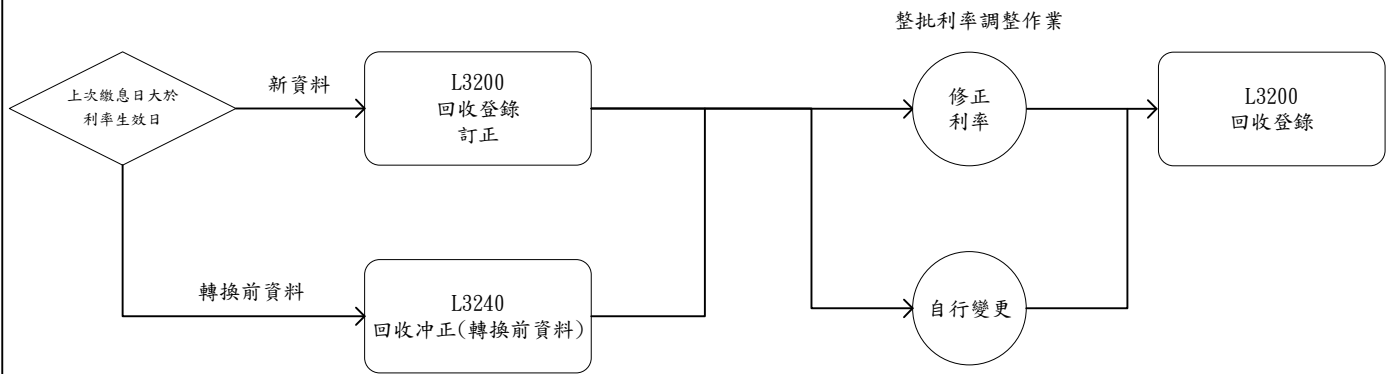 整批利率調整作業
上次繳息日大於
利率生效日
新資料
L3200
回收登錄
訂正
修正
利率
L3200
回收登錄
轉換前資料
L3240
回收冲正(轉換前資料)
自行變更